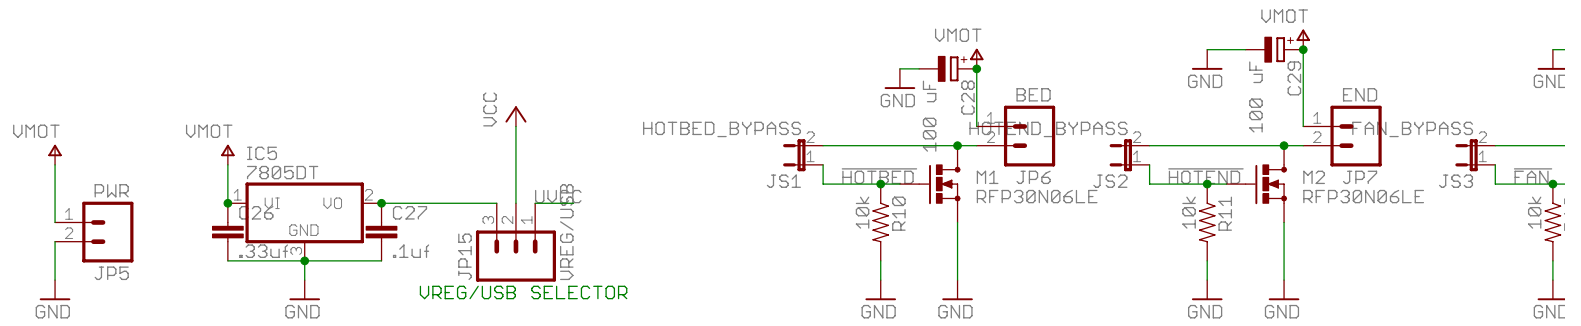 VMOT
PWR
1
2
JP5
GND
VMOT
IC5
7805DT
1
VI
VO
2
GND
3
C26
.33uf
C27
.1uf
GND
VCC
UVCC
3
2
1
JP15
VREG/USB
VREG/USB SELECTOR
VMOT
GND
100 uF
+
C28
BED
1
2
JP6
HOTBED_BYPASS
2
1
JS1
HOTBED
10k
R10
M1
RFP30N06LE
GND
GND
VMOT
GND
100 uF
+
C29
END
1
2
JP7
HOTEND_BYPASS
2
1
JS2
HOTEND
10k
R11
M2
RFP30N06LE
GND
GND
GND
FAN_BYPASS
2
1
JS3
FAN
10k
GND